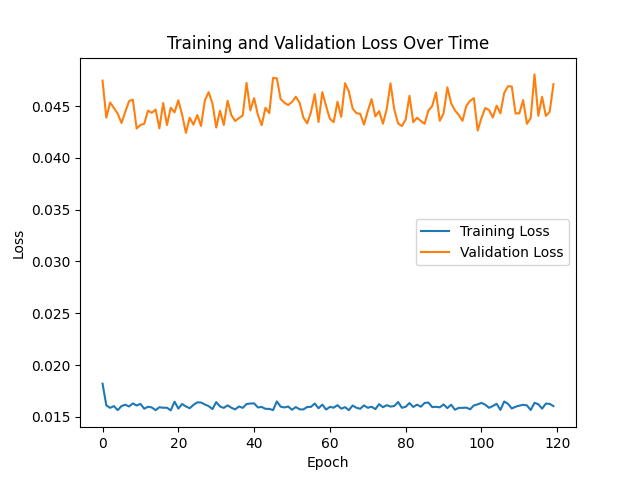 Training and Validation Loss Over Time
Loss
0.045
0.040
0.035
0.030
0.025
0.020
0.015
Training Loss
Validation Loss
0 20 40 60 80 100 120
Epoch